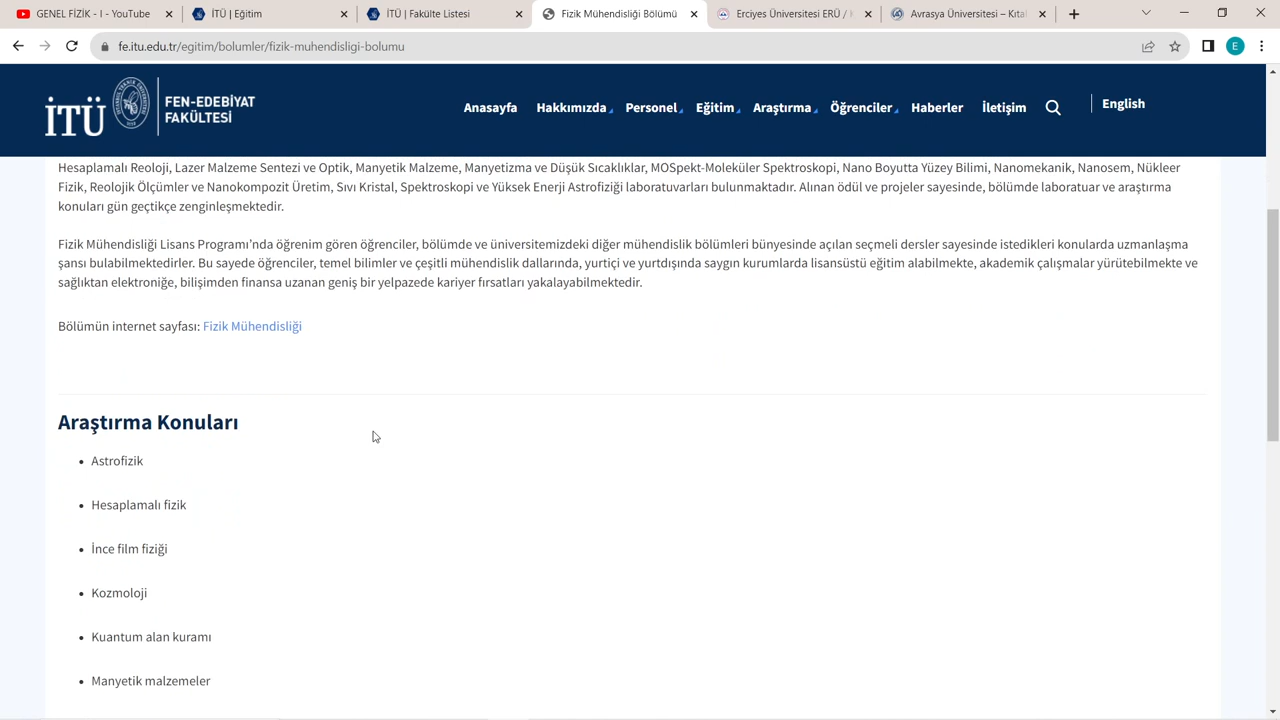 GENEL FİZİK - I - YouTube
İTÜ | Eğitim
İTÜ | Fakülte Listesi
Fizik Mühendisliği Bölümü
Erciyes Üniversitesi ERÜ /
Avrasya Üniversitesi –
fe.itu.edu.tr/egitim/bolumler/fizik-muhendisligi-bolumu
E
İTÜ
FEN-EDEBİYAT
FAKÜLTESİ
Anasayfa Hakkımızda Personel Eğitim Araştırma Öğrenciler Haberler İletişim English
Hesaplamalı Reoloji, Lazer Malzeme Sentezi ve Optik, Manyetik Malzeme, Manyetizma ve Düşük Sıcaklıklar, MOSpekt-Moleküler Spektroskopi, Nano Boyutta Yüzey Bilimi, Nanomekanik, Nanosem, Nükleer
Fizik, Reolojik Ölçümler ve Nanokompozit Üretim, Sıvı Kristal, Spektroskopi ve Yüksek Enerji Astrofiziği laboratuvarları bulunmaktadır. Alınan ödül ve projeler sayesinde, bölümde laboratuar ve araştırma
konuları gün geçtikçe zenginleşmektedir.
Fizik Mühendisliği Lisans Programı'nda öğrenim gören öğrenciler, bölümde ve üniversitemizdeki diğer mühendislik bölümleri bünyesinde açılan seçmeli dersler sayesinde istedikleri konularda uzmanlaşma
şansı bulabilmektedirler. Bu sayede öğrenciler, temel bilimler ve çeşitli mühendislik dallarında, yurtiçi ve yurtdışında saygın kurumlarda lisansüstü eğitim alabilmekte, akademik çalışmalar yürütebilmekte ve
sağlıktan elektroniğe, bilişimden finansa uzanan geniş bir yelpazede kariyer fırsatları yakalayabilmektedir.
Bölümün internet sayfası: Fizik Mühendisliği
Araştırma Konuları
• Astrofizik
• Hesaplamalı fizik
• İnce film fiziği
• Kozmoloji
• Kuantum alan kuramı
• Manyetik malzemeler